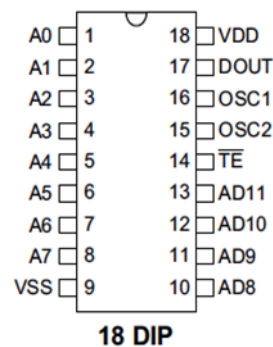 A0 1 18 VDD
A1 2 17 DOUT
A2 3 16 OSC1
A3 4 15 OSC2
A4 5 14 T̅E̅
A5 6 13 AD11
A6 7 12 AD10
A7 8 11 AD9
VSS 9 10 AD8
18 DIP